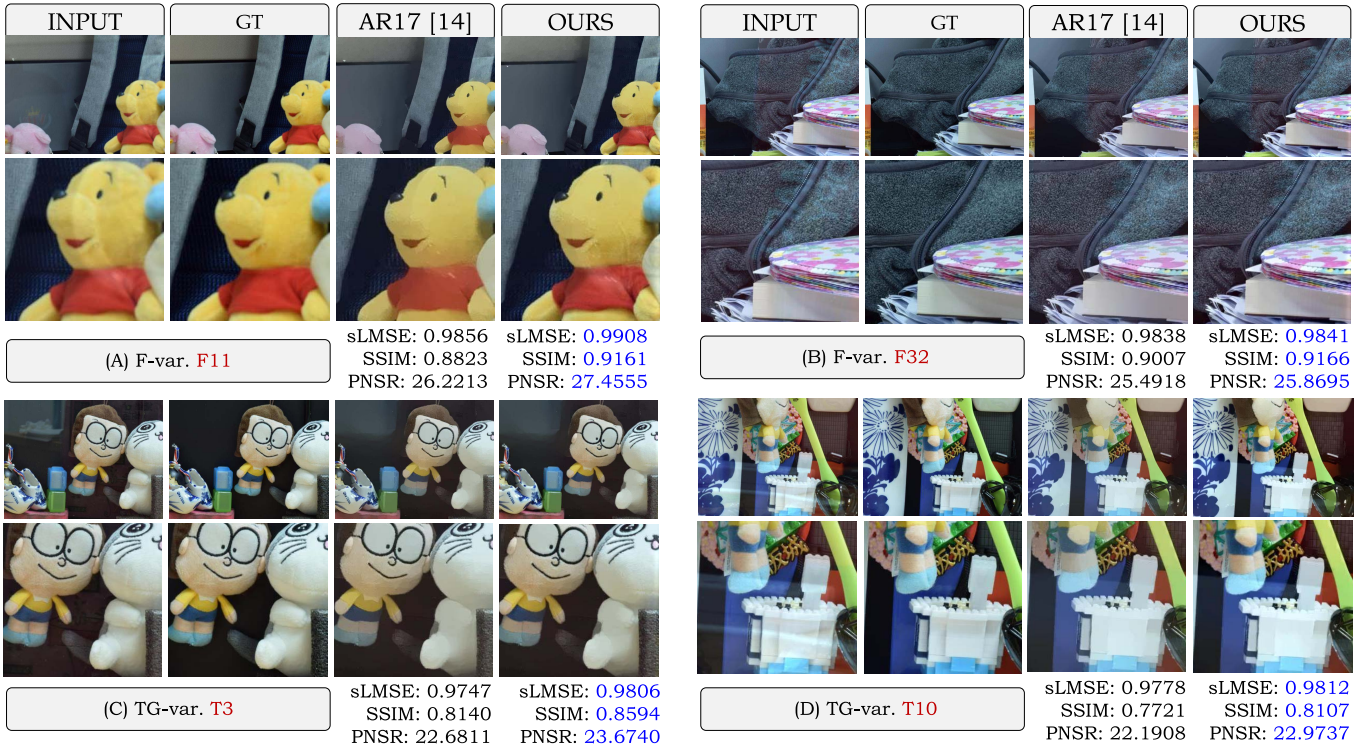 INPUT GT AR17 [14] OURS
sLMSE: 0.9856 sLMSE: 0.9908
(A) F-var. F11 SSIM: 0.8823 SSIM: 0.9161
PNSR: 26.2213 PNSR: 27.4555
INPUT GT AR17 [14] OURS
sLMSE: 0.9838 sLMSE: 0.9841
(B) F-var. F32 SSIM: 0.9007 SSIM: 0.9166
PNSR: 25.4918 PNSR: 25.8695
sLMSE: 0.9747 sLMSE: 0.9806
(C) TG-var. T3 SSIM: 0.8140 SSIM: 0.8594
PNSR: 22.6811 PNSR: 23.6740
sLMSE: 0.9778 sLMSE: 0.9812
(D) TG-var. T10 SSIM: 0.7721 SSIM: 0.8107
PNSR: 22.1908 PNSR: 22.9737